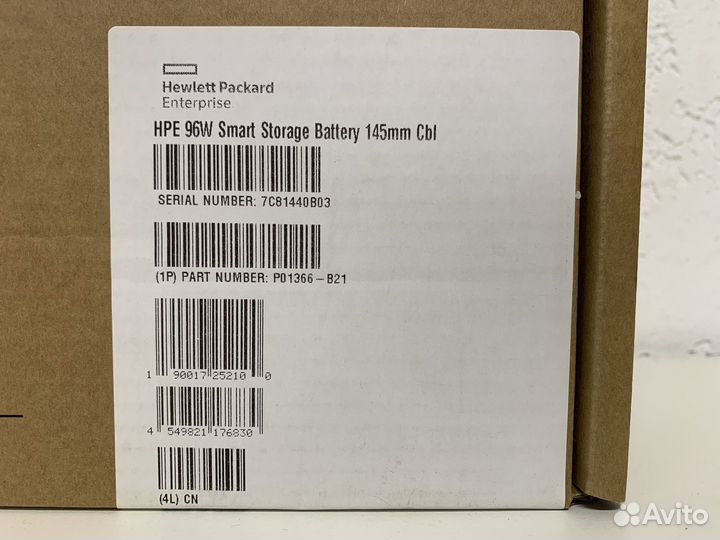 Hewlett Packard
Enterprise
HPE 96W Smart Storage Battery 145mm Cbl
SERIAL NUMBER: 7C81440B03
(1P) PART NUMBER: P01366-B21
1 90017 25210 0
4 549821 176830
(4L) CN
Avito